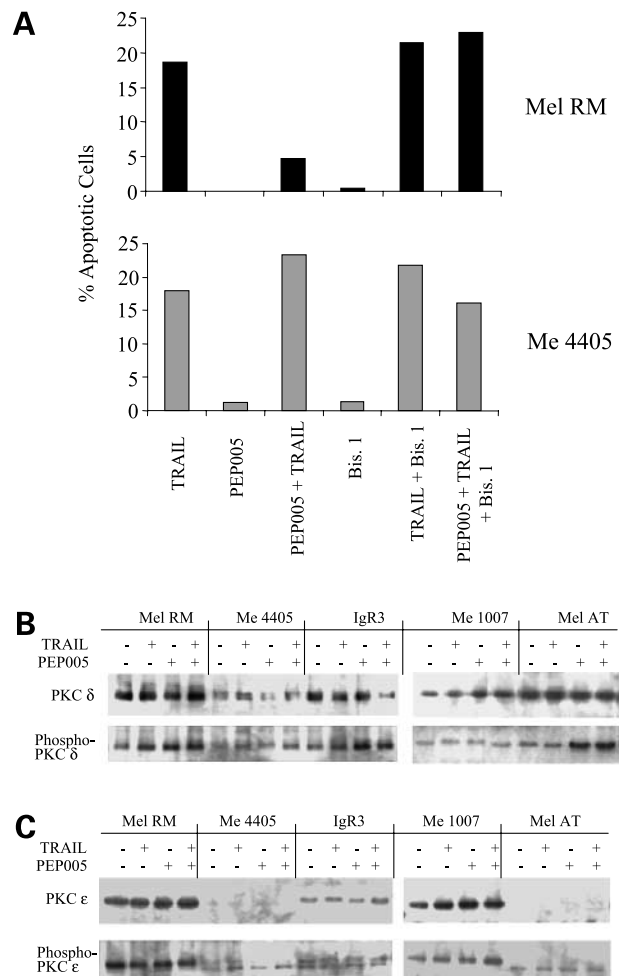 A
25
20
15
10
5
0
Mel RM
% Apoptotic Cells
25
20
15
10
5
0
Me 4405
TRAIL
PEP005
PEP005 + TRAIL
Bis. 1
TRAIL + Bis. 1
PEP005 + TRAIL
+ Bis. 1
B
Mel RM Me 4405 IgR3 Me 1007 Mel AT
TRAIL - + - + - + - + - + - + - + - + - + - +
PEP005 - - + + - - + + - - + + - - + + - - + +
PKC δ
Phospho-
PKC δ
C
Mel RM Me 4405 IgR3 Me 1007 Mel AT
TRAIL - + - + - + - + - + - + - + - + - + - +
PEP005 - - + + - - + + - - + + - - + + - - + +
PKC ε
Phospho-
PKC ε